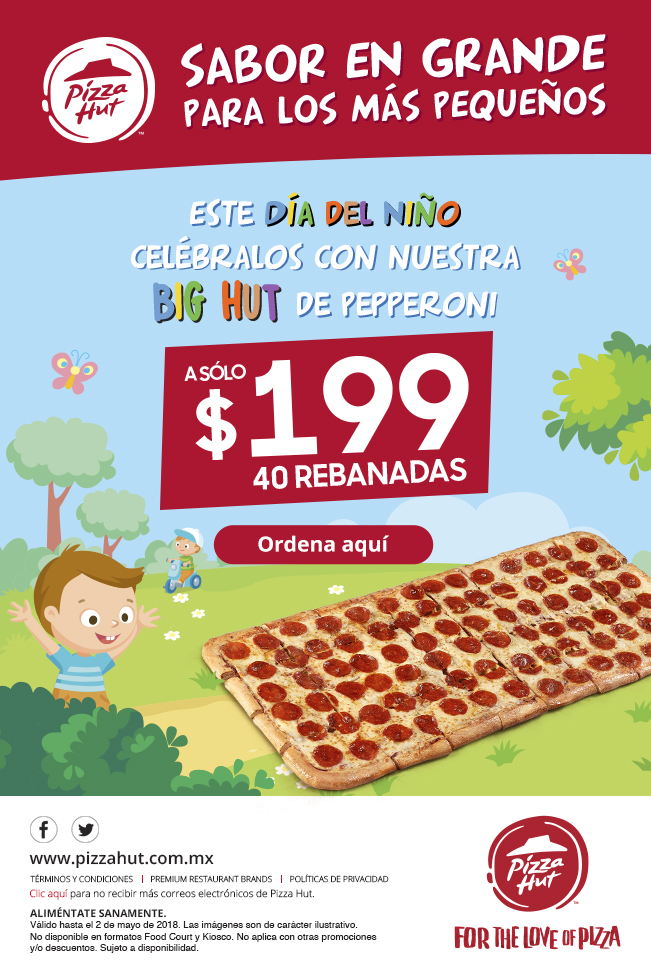 Pizza
Hut
™
SABOR EN GRANDE
PARA LOS MÁS PEQUEÑOS
ESTE DÍA DEL NIÑO
CELÉBRALOS CON NUESTRA
BIG HUT DE PEPPERONI
A SÓLO
$199
40 REBANADAS
Ordena aquí
www.pizzahut.com.mx
TÉRMINOS Y CONDICIONES | PREMIUM RESTAURANT BRANDS | POLÍTICAS DE PRIVACIDAD
Clic aquí para no recibir más correos electrónicos de Pizza Hut.
ALIMÉNTATE SANAMENTE.
Válido hasta el 2 de mayo de 2018. Las imágenes son de carácter ilustrativo.
No disponible en formatos Food Court y Kiosco. No aplica con otras promociones
y/o descuentos. Sujeto a disponibilidad.
Pizza
Hut
™
FOR THE LOVE OF PIZZA